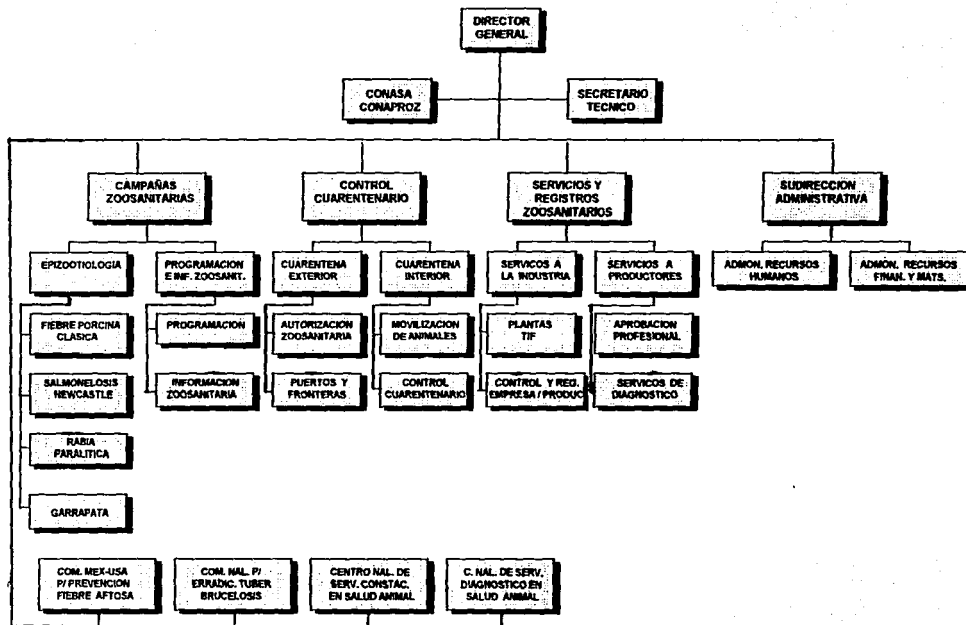 DIRECTOR
GENERAL
CONASA
CONAPROZ
SECRETARIO
TECNICO
CAMPAÑAS
ZOOSANITARIAS
CONTROL
CUARENTENARIO
SERVICIOS Y
REGISTROS
ZOOSANITARIOS
SUDIRECCION
ADMINISTRATIVA
EPIZOOTIOLOGIA
PROGRAMACION
E INF. ZOOSANIT.
CUARENTENA
EXTERIOR
CUARENTENA
INTERIOR
SERVICOS A
LA INDUSTRIA
SERVICIOS A
PRODUCTORES
ADMON. RECURSOS
HUMANOS
ADMON. RECURSOS
FINAN. Y MATS.
FIEBRE PORCINA
CLASICA
PROGRAMACION
AUTORIZACION
ZOOSANITARIA
MOVILIZACION
DE ANIMALES
PLANTAS
TIF
APROBACION
PROFESIONAL
SALMONELOSIS
NEWCASTLE
INFORMACION
ZOOSANITARIA
PUERTOS Y
FRONTERAS
CONTROL
CUARENTENARIO
CONTROL Y REG.
EMPRESA / PRODUC
SERVICOS DE
DIAGNOSTICO
RABIA
PARALITICA
GARRAPATA
COM. MEX-USA
P/ PREVENCION
FIEBRE AFTOSA
COM. NAL. P/
ERRADIC. TUBER
BRUCELOSIS
CENTRO NAL. DE
SERV. CONSTAC.
EN SALUD ANIMAL
C. NAL. DE SERV.
DIAGNOSTICO EN
SALUD ANIMAL